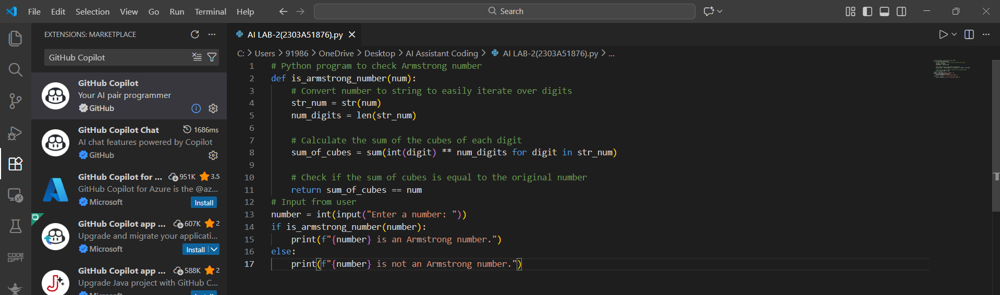 File Edit Selection View Go Run Terminal Help
Search
EXTENSIONS: MARKETPLACE
GitHub Copilot
GitHub Copilot
Your AI pair programmer
GitHub
GitHub Copilot Chat 1686ms
AI chat features powered by Copilot
GitHub
GitHub Copilot for ... 951K 3.5
GitHub Copilot for Azure is the @az...
Microsoft Install
GitHub Copilot app ... 607K 2
Upgrade and migrate your applicati...
Microsoft Install
GitHub Copilot app ... 588K 2
Upgrade Java project with GitHub C...
Microsoft Install
CODE
GPT
AI LAB-2(2303A51876).py
C: > Users > 91986 > OneDrive > Desktop > AI Assistant Coding > AI LAB-2(2303A51876).py > ...
1 # Python program to check Armstrong number
2 def is_armstrong_number(num):
3     # Convert number to string to easily iterate over digits
4     str_num = str(num)
5     num_digits = len(str_num)
6
7     # Calculate the sum of the cubes of each digit
8     sum_of_cubes = sum(int(digit) ** num_digits for digit in str_num)
9
10     # Check if the sum of cubes is equal to the original number
11     return sum_of_cubes == num
12 # Input from user
13 number = int(input("Enter a number: "))
14 if is_armstrong_number(number):
15     print(f"{number} is an Armstrong number.")
16 else:
17     print(f"{number} is not an Armstrong number.")